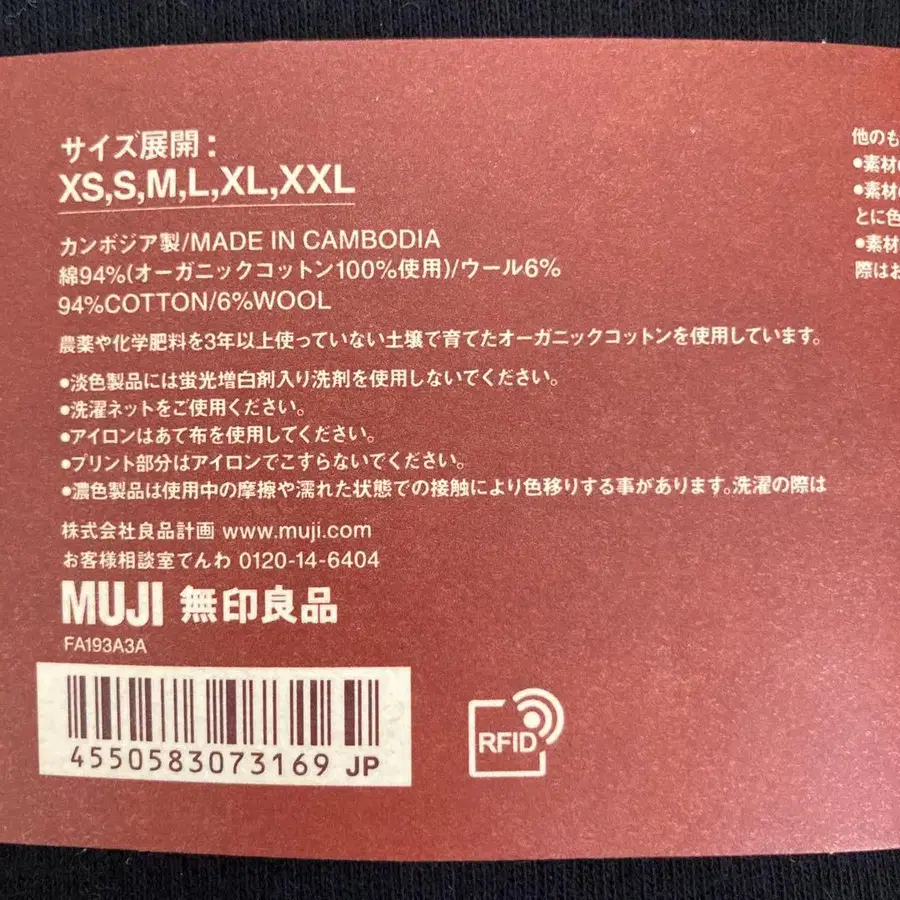 サイズ展開:
XS,S,M,L,XL,XXL
カンボジア製/MADE IN CAMBODIA
綿94%(オーガニックコットン100%使用)/ウール6%
94%COTTON/6%WOOL
農薬や化学肥料を3年以上使っていない土壌で育てたオーガニックコットンを使用しています。
•淡色製品には蛍光増白剤入り洗剤を使用しないでください。
•洗濯ネットをご使用ください。
•アイロンはあて布を使用してください。
•プリント部分はアイロンでこすらないでください。
•濃色製品は使用中の摩擦や濡れた状態での接触により色移りする事があります。洗濯の際は
株式会社良品計画 www.muji.com
お客様相談室でんわ 0120-14-6404
MUJI 無印良品
FA193A3A
4550583073169 JP
RFID
他のも
•素材の
•素材の
とに色
•素材
際はお